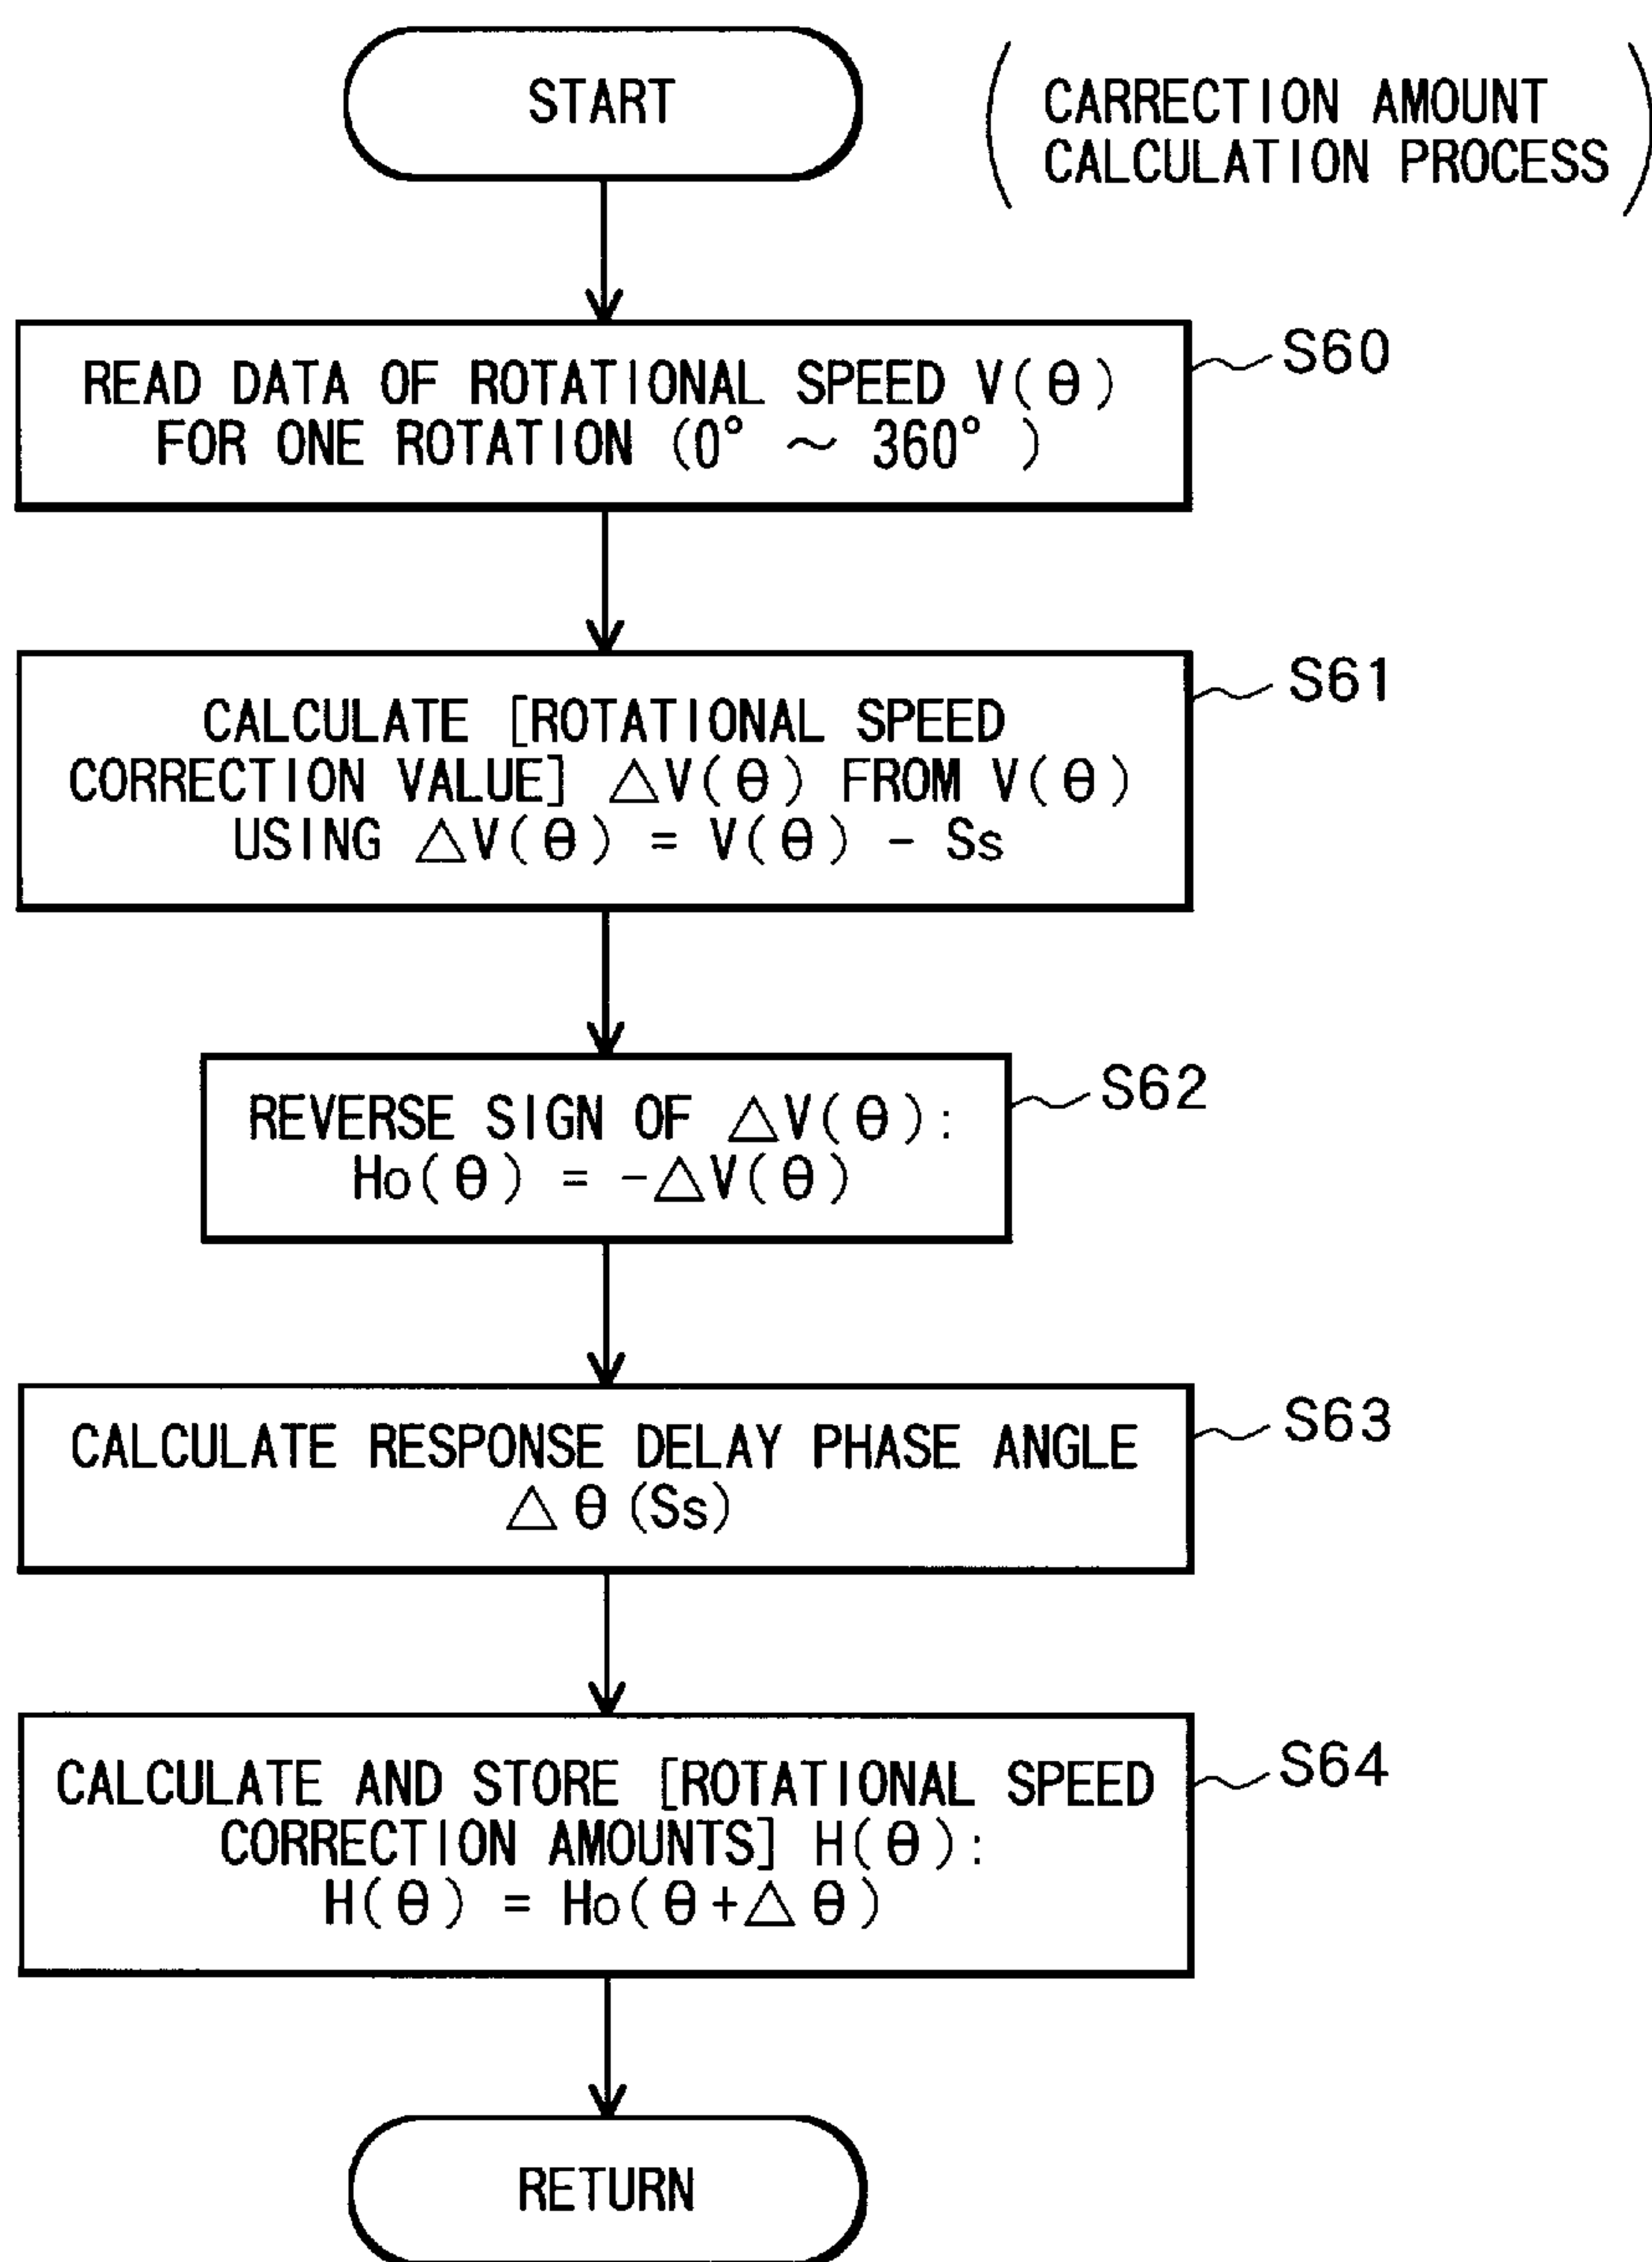 START
(CARRECTION AMOUNT
CALCULATION PROCESS)
READ DATA OF ROTATIONAL SPEED V(θ)
FOR ONE ROTATION (0° ～ 360° )
S60
CALCULATE [ROTATIONAL SPEED
CORRECTION VALUE] △V(θ) FROM V(θ)
USING △V(θ) = V(θ) - Ss
S61
REVERSE SIGN OF △V(θ):
Ho(θ) = -△V(θ)
S62
CALCULATE RESPONSE DELAY PHASE ANGLE
△θ(Ss)
S63
CALCULATE AND STORE [ROTATIONAL SPEED
CORRECTION AMOUNTS] H(θ):
H(θ) = Ho(θ+△θ)
S64
RETURN